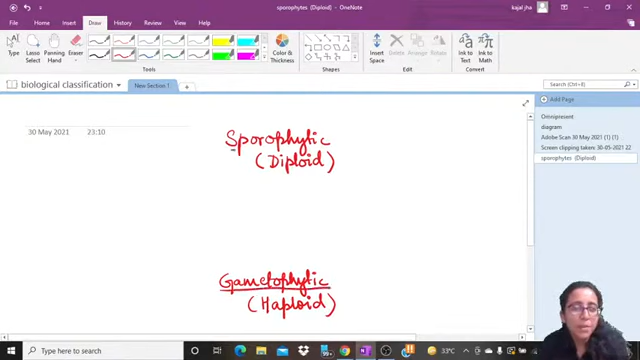 sporophytes (Diploid) - OneNote
kajal jha
File Home Insert Draw History Review View
Type
Lasso Select
Panning Hand
Eraser
Color & Thickness
Insert Space
Delete
Arrange
Rotate
Ink to Text
Ink to Math
Tools
Shapes
Edit
Convert
biological classification
New Section 1
Search (Ctrl+E)
Add Page
Omnipresent
diagram
Adobe Scan 30 May 2021 (1) (1)
Screen clipping taken: 30-05-2021 22
sporophytes (Diploid)
30 May 2021 23:10
Sporophytic
(Diploid)
Gametophytic
(Haploid)
Type here to search
99+
33°C